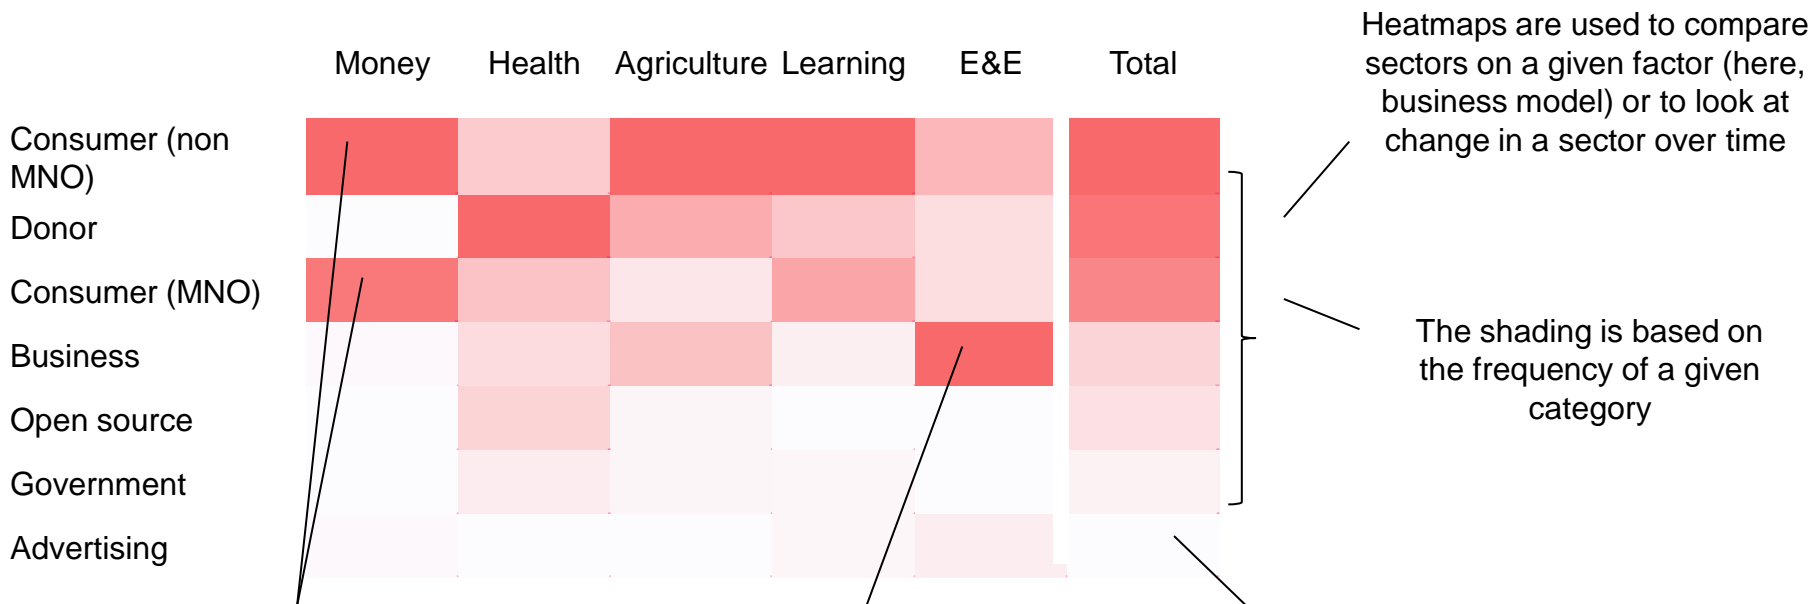 Heatmaps are used to compare
sectors on a given factor (here,
business model) or to look at
change in a sector over time
Money Health Agriculture Learning E&E Total
Consumer (non
MNO)
Donor
Consumer (MNO)
Business
Open source
Government
Advertising
The shading is based on
the frequency of a given
category